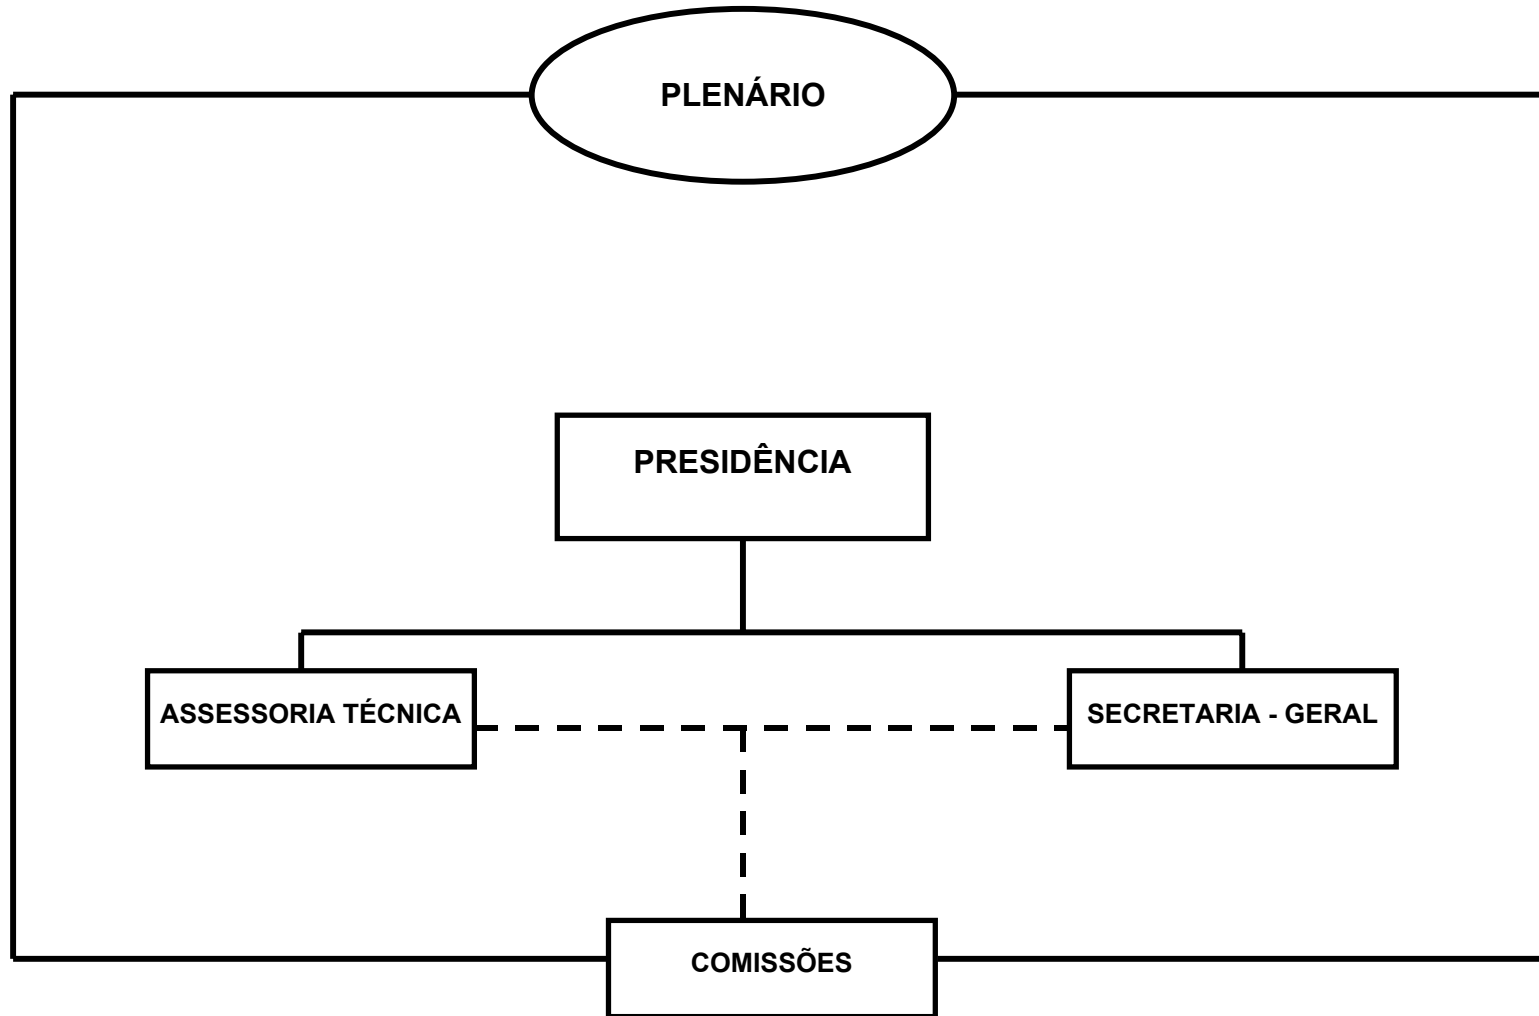 PLENÁRIO
PRESIDÊNCIA
ASSESSORIA TÉCNICA
SECRETARIA - GERAL
COMISSÕES